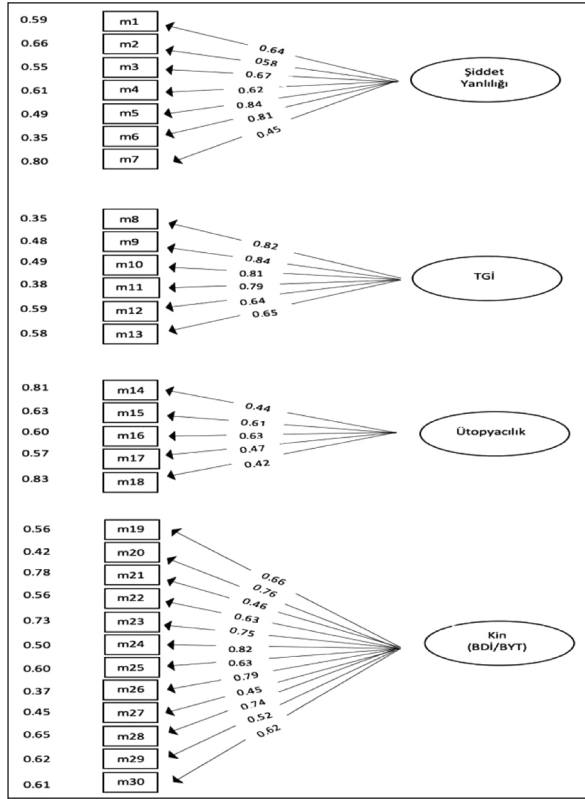 0.59 m1
0.66 m2
0.55 m3
0.61 m4
0.49 m5
0.35 m6
0.80 m7
0.64
058
0.67
0.62
0.84
0.81
0.45
Şiddet
Yanlılığı
0.35 m8
0.48 m9
0.49 m10
0.38 m11
0.59 m12
0.58 m13
0.82
0.84
0.81
0.79
0.64
0.65
TGİ
0.81 m14
0.63 m15
0.60 m16
0.57 m17
0.83 m18
0.44
0.61
0.63
0.47
0.42
Ütopyacılık
0.56 m19
0.42 m20
0.78 m21
0.56 m22
0.73 m23
0.50 m24
0.60 m25
0.37 m26
0.45 m27
0.65 m28
0.62 m29
0.61 m30
0.66
0.76
0.46
0.63
0.75
0.82
0.63
0.79
0.45
0.74
0.52
0.62
Kin
(BDİ/BYT)